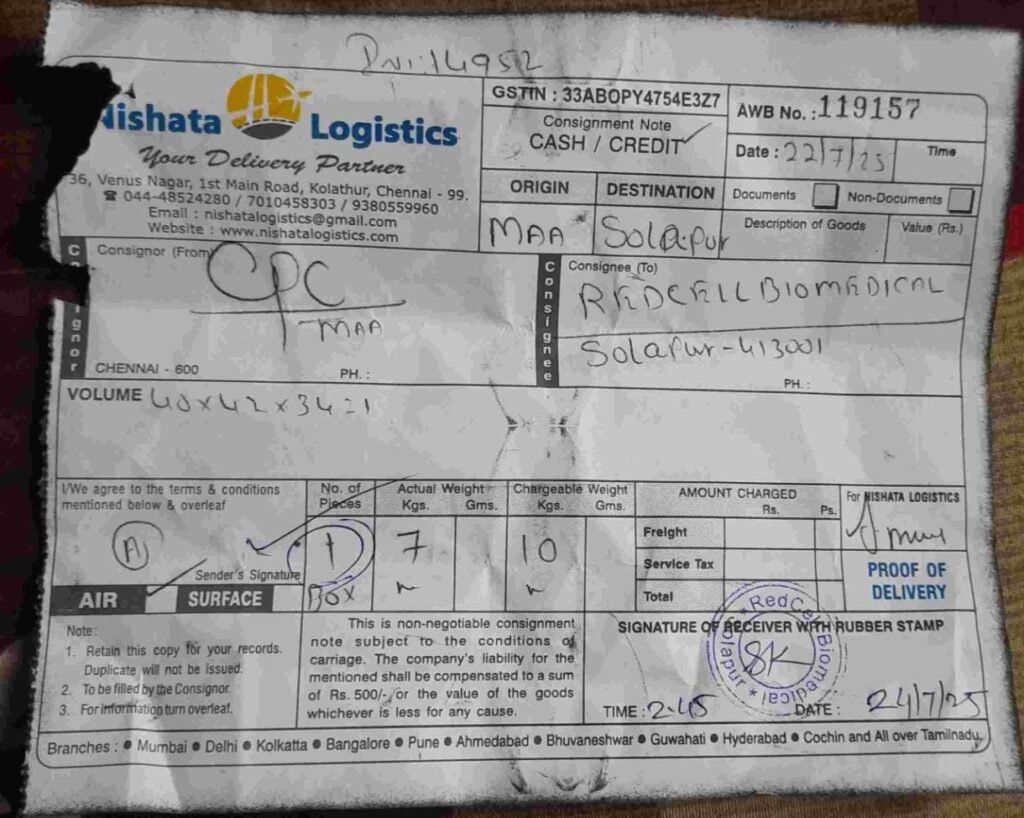 Inv:14952
Nishata Logistics
Your Delivery Partner
36, Venus Nagar, 1st Main Road, Kolathur, Chennai - 99.
☎ 044-48524280 / 7010458303 / 9380559960
Email : nishatalogistics@gmail.com
Website : www.nishatalogistics.com
GSTIN : 33ABOPY4754E3Z7
Consignment Note
CASH / CREDIT✓
AWB No. : 119157
Date : 22/7/25 Time
ORIGIN DESTINATION
Documents Non-Documents
MAA Solapur
Description of Goods Value (Rs.)
Consignor
Consignor (From)
CPC
MAA
CHENNAI - 600 PH. :
Consignee
Consignee (To)
REDCELL BIOMEDICAL
Solapur-413001
PH. :
VOLUME 40x42x34=1
I/We agree to the terms & conditions
mentioned below & overleaf
Sender's Signature
AIR ✓ SURFACE
No. of Pieces
1
Box
Actual Weight
Kgs. Gms.
7
Chargeable Weight
Kgs. Gms.
10
AMOUNT CHARGED
Rs. Ps.
Freight
Service Tax
Total
For NISHATA LOGISTICS
PROOF OF
DELIVERY
Note :
1. Retain this copy for your records.
Duplicate will not be issued.
2. To be filled by the Consignor.
3. For information turn overleaf.
This is non-negotiable consignment
note subject to the conditions of
carriage. The company's liability for the
mentioned shall be compensated to a sum
of Rs. 500/- or the value of the goods
whichever is less for any cause.
SIGNATURE OF RECEIVER WITH RUBBER STAMP
RedCell Biomedical
Solapur
SK
TIME : 2.45 DATE : 24/7/25
Branches : ● Mumbai ● Delhi ● Kolkatta ● Bangalore ● Pune ● Ahmedabad ● Bhuvaneshwar ● Guwahati ● Hyderabad ● Cochin and All over Tamilnadu.